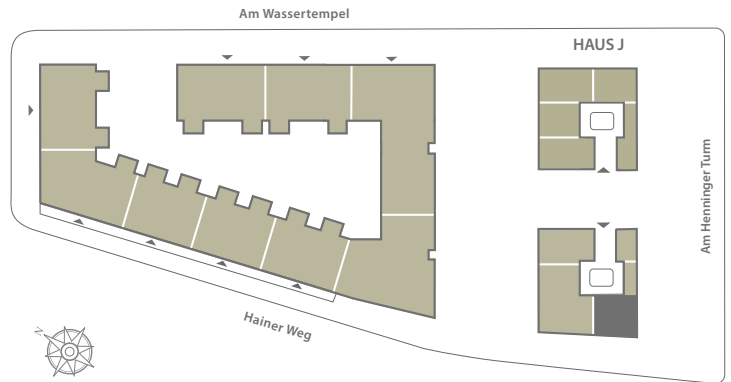 Am Wassertempel
HAUS J
Am Henninger Turm
Hainer Weg
N